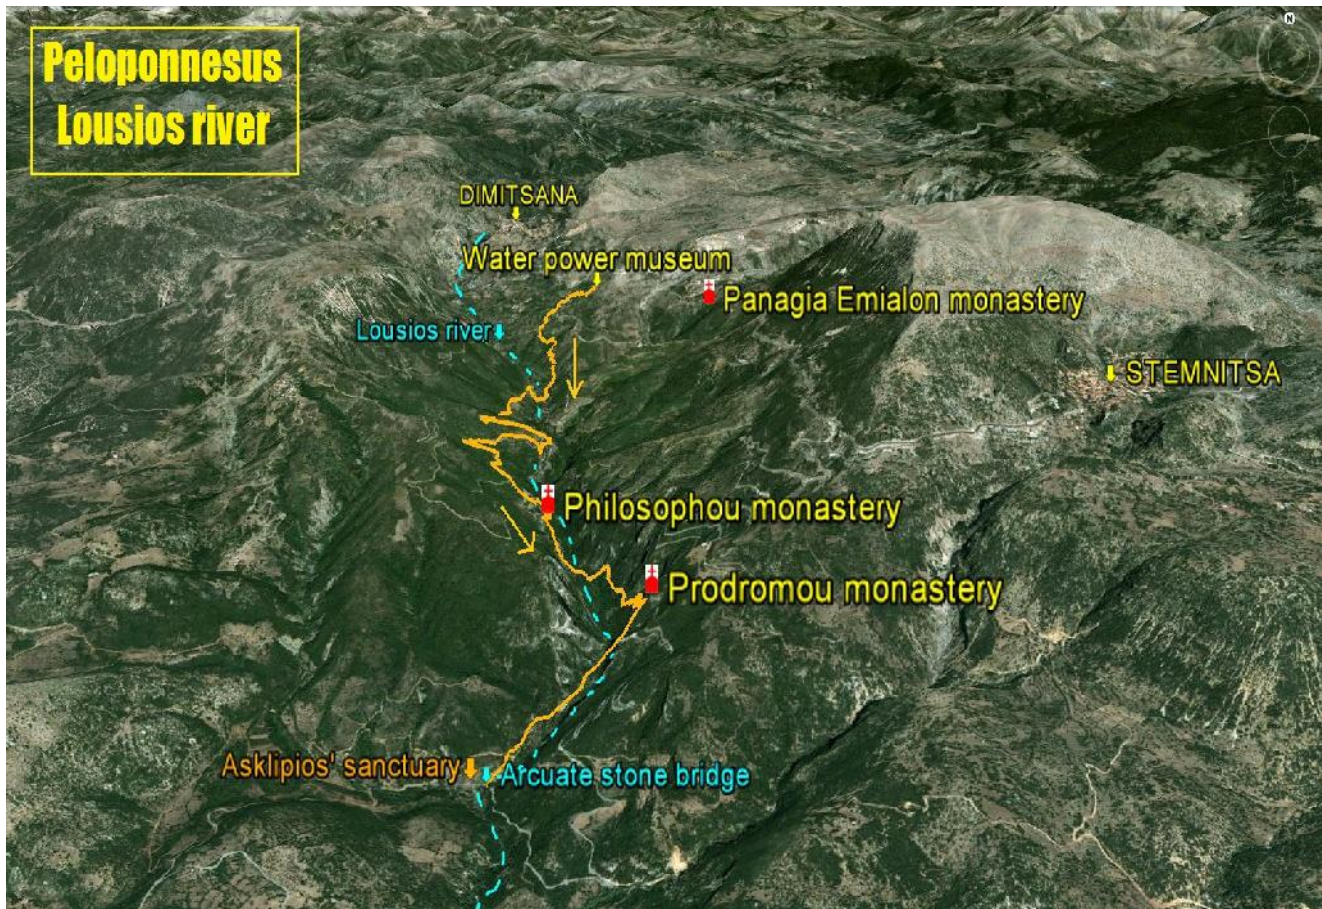 Peloponnesus
Lousios river
N
DIMITSANA
Water power museum
Panagia Emialon monastery
Lousios river
STEMNITSA
Philosophou monastery
Prodromou monastery
Asklipios' sanctuary
Arcuate stone bridge